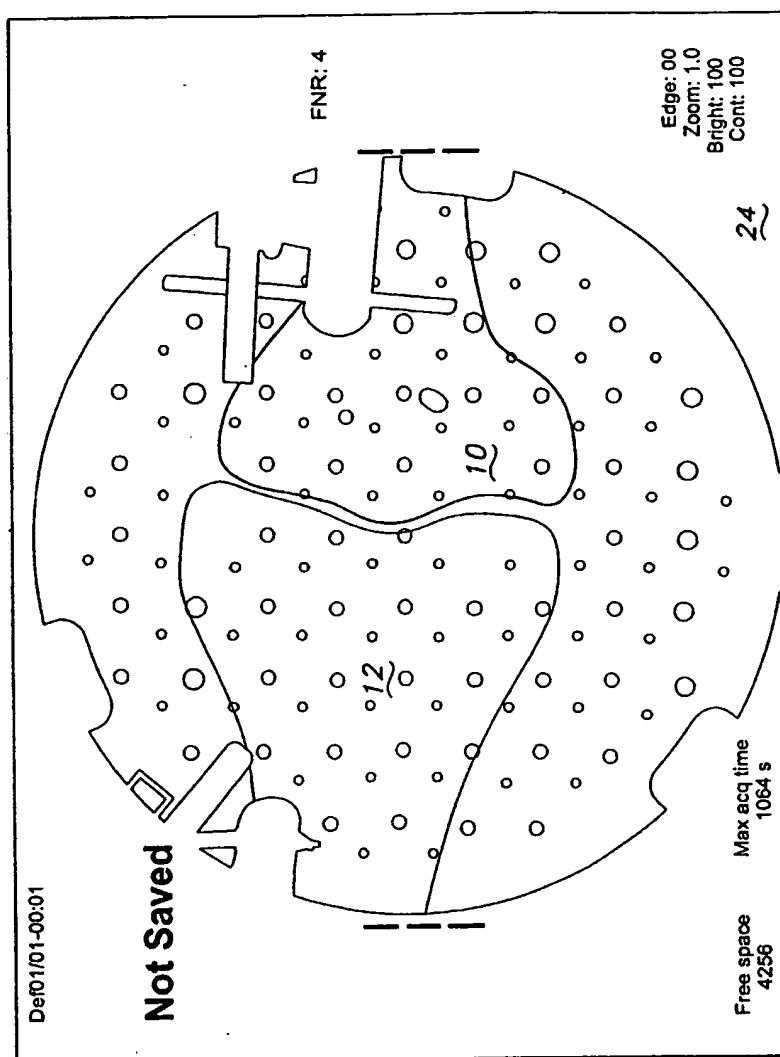 Def01/01-00:01
Not Saved
FNR: 4
12
10
Free space
4256
Max acq time
1064 s
Edge: 00
Zoom: 1.0
Bright: 100
Cont: 100
24